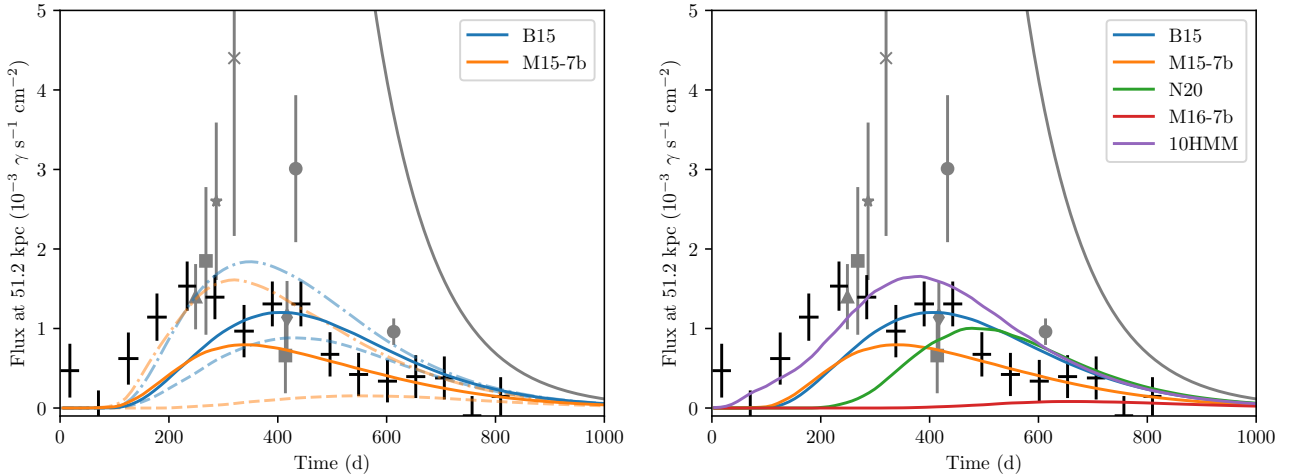 Flux at 51.2 kpc (10⁻³ γ s⁻¹ cm⁻²)
5
4
3
2
1
0
B15
M15-7b
0 200 400 600 800 1000
Time (d)
Flux at 51.2 kpc (10⁻³ γ s⁻¹ cm⁻²)
5
4
3
2
1
0
B15
M15-7b
N20
M16-7b
10HMM
0 200 400 600 800 1000
Time (d)